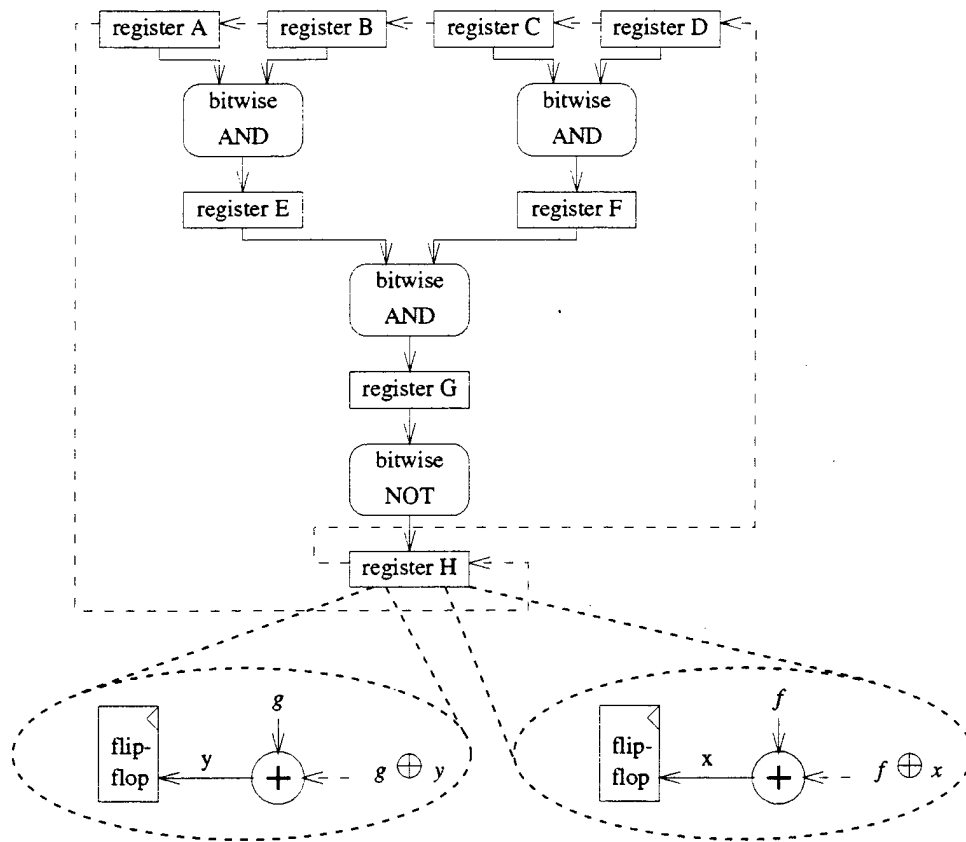 register A
register B
register C
register D
bitwise
AND
bitwise
AND
register E
register F
bitwise
AND
register G
bitwise
NOT
register H
g
flip-
flop
y
+
g ⊕ y
f
flip-
flop
x
+
f ⊕ x